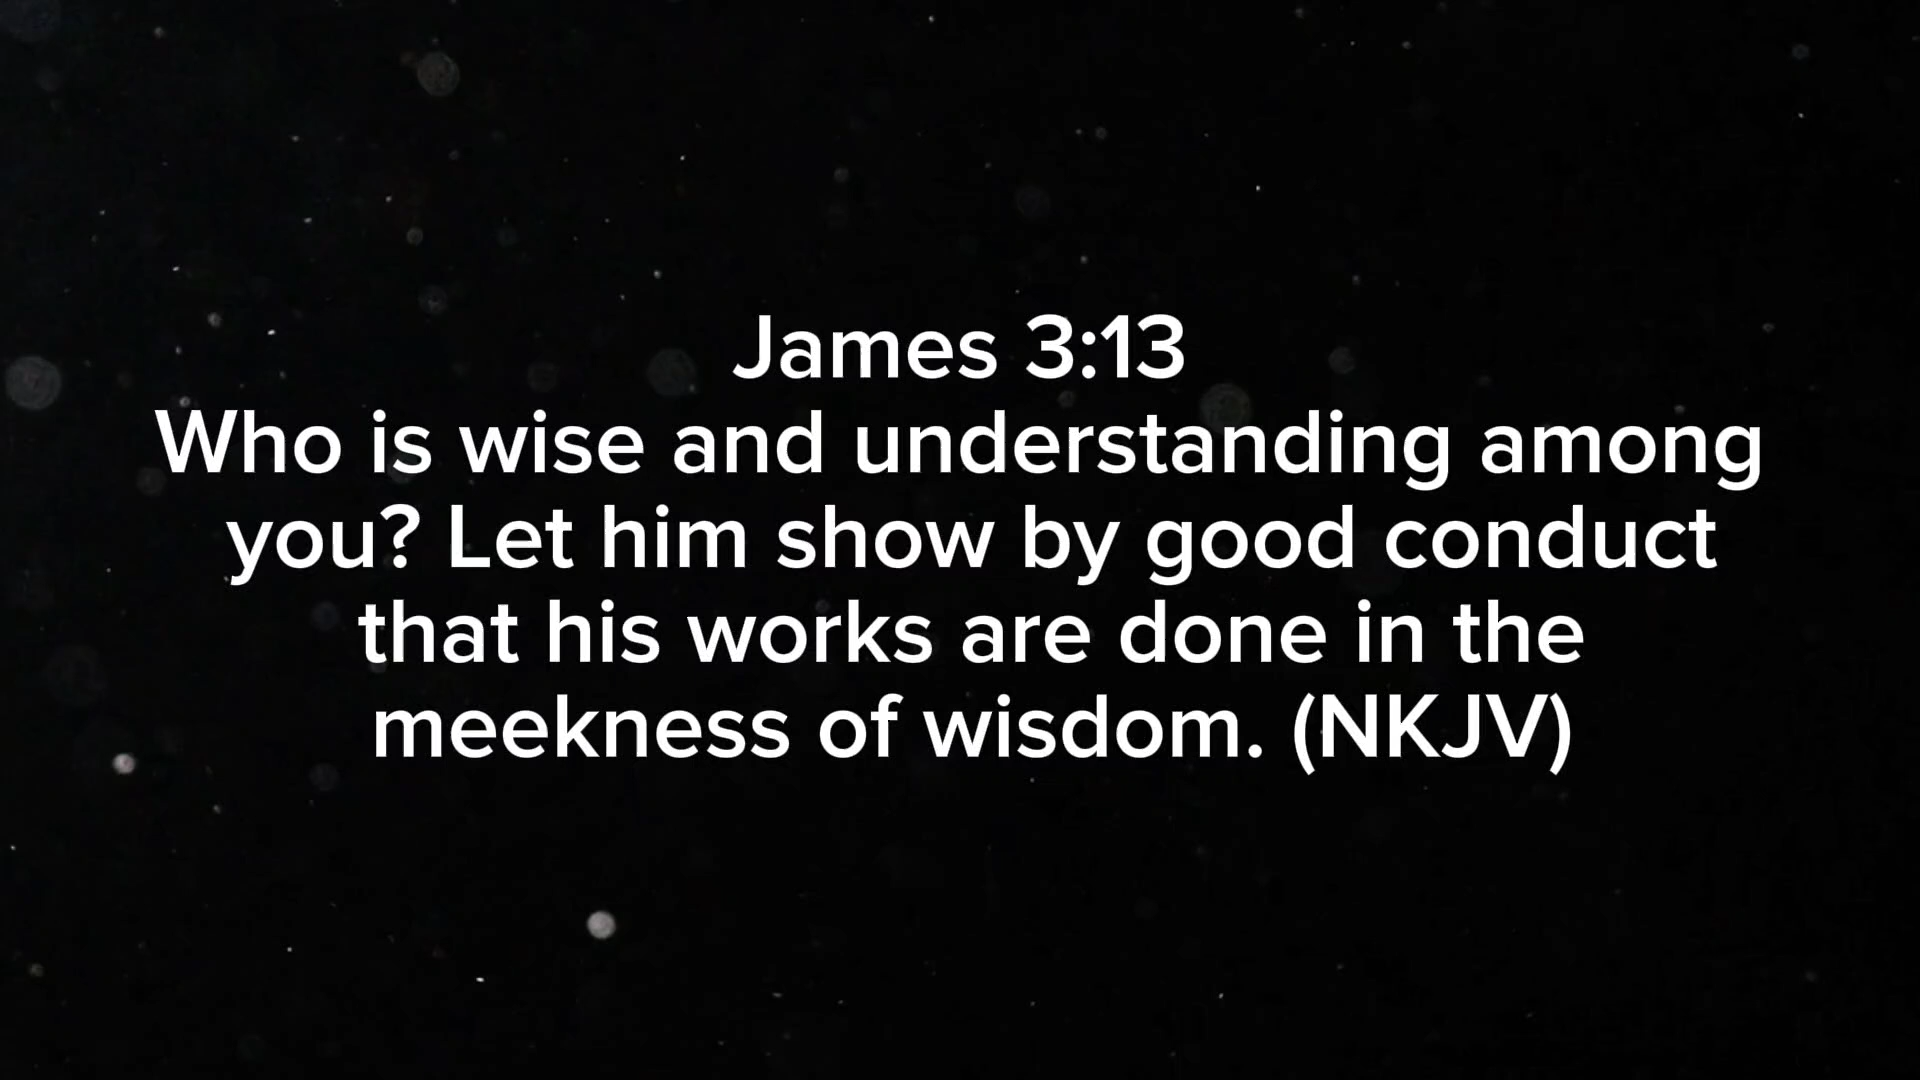 James 3:13
Who is wise and understanding among
you? Let him show by good conduct
that his works are done in the
meekness of wisdom. (NKJV)